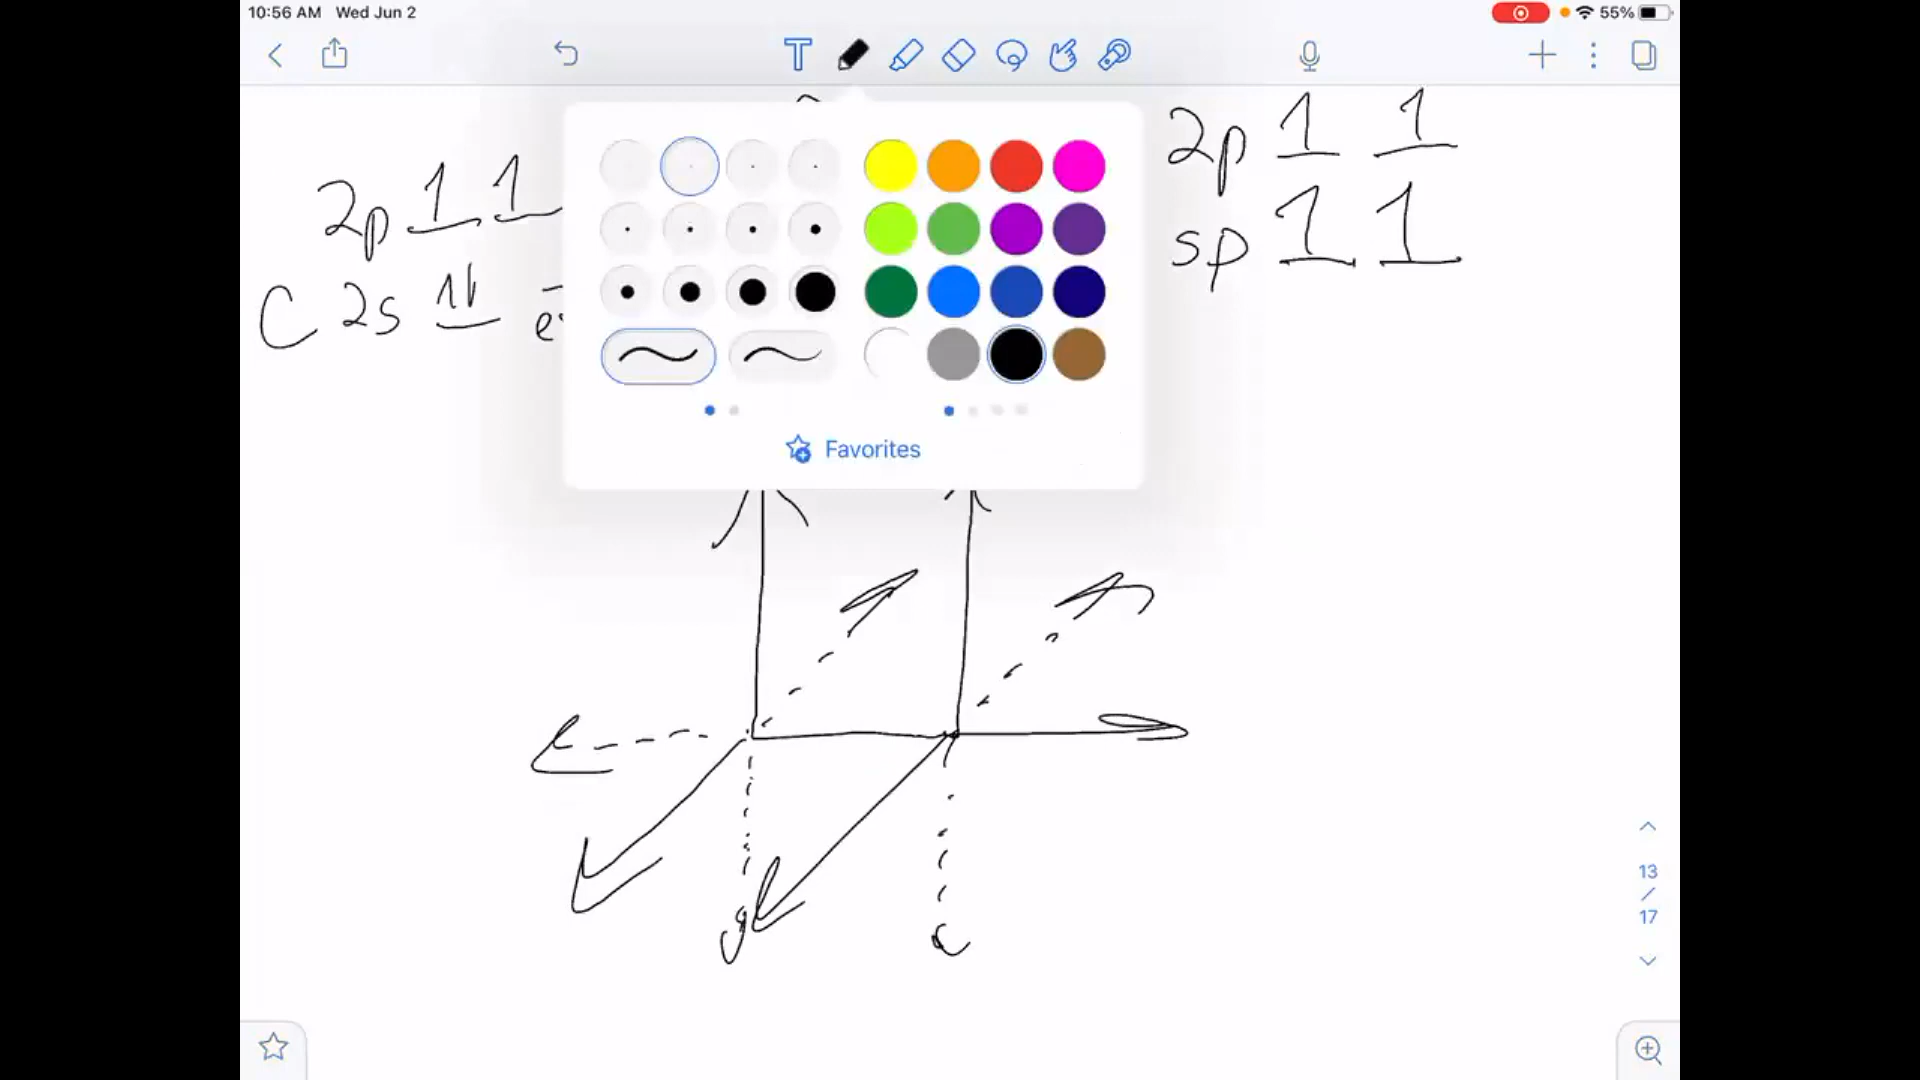 10:56 AM Wed Jun 2
55%
T
2p 1 1
sp 1 1
2p 1 1
C 2s 1l
Favorites
13
/
17